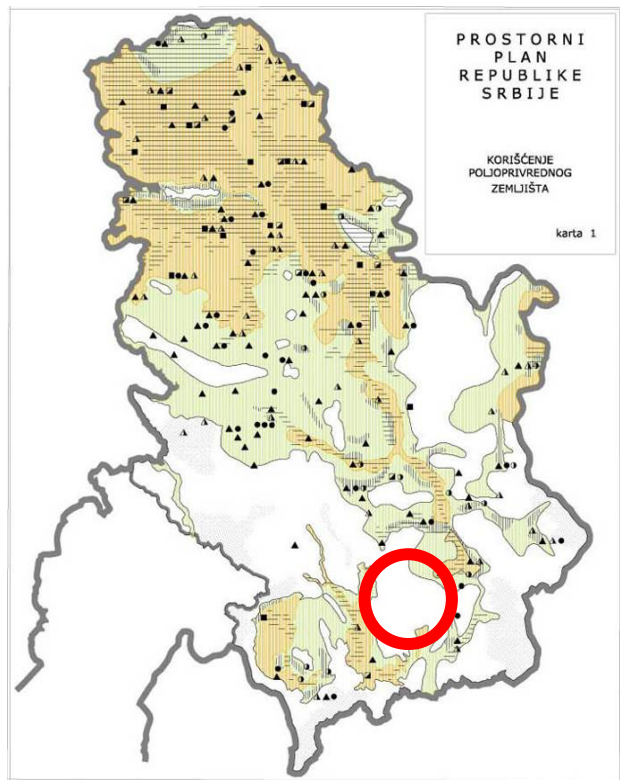 PROSTORNI
PLAN
REPUBLIKE
SRBIJE
KORIŠĆENJE
POLJOPRIVREDNOG
ZEMLJIŠTA
karta 1